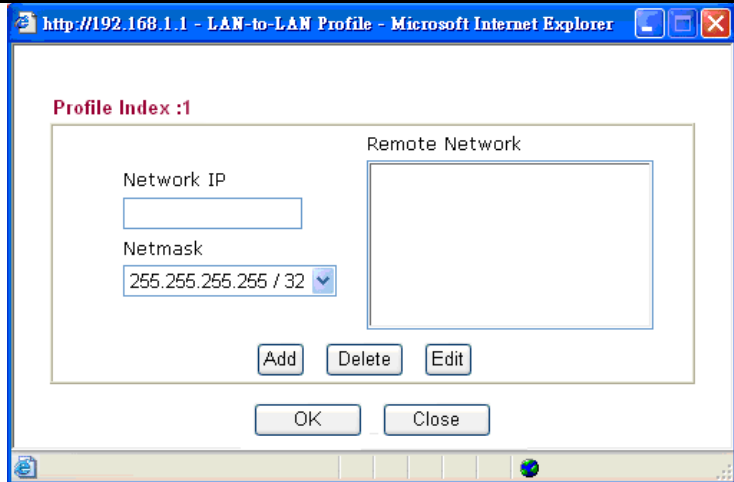 http://192.168.1.1 - LAN-to-LAN Profile - Microsoft Internet Explorer
Profile Index :1
Remote Network
Network IP
Netmask
255.255.255.255 / 32
Add Delete Edit
OK Close